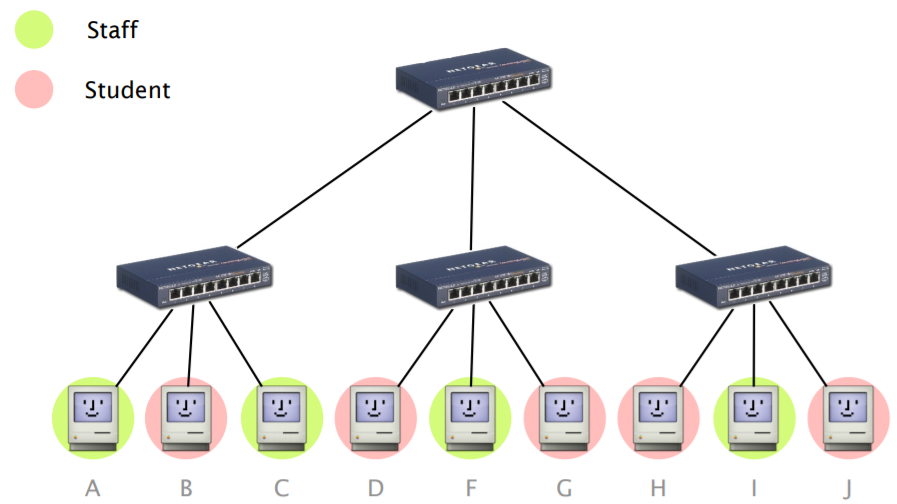 Staff
Student
NETGEAR
NETGEAR
NETGEAR
NETGEAR
A B C D F G H I J